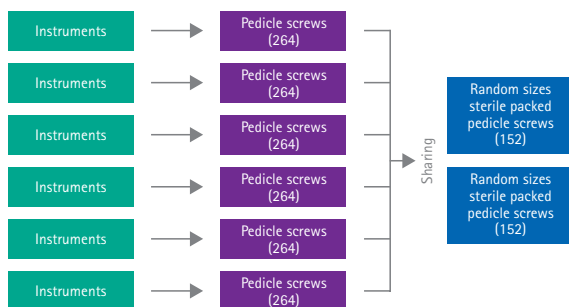 Instruments
Pedicle screws
(264)
Instruments
Pedicle screws
(264)
Instruments
Pedicle screws
(264)
Instruments
Pedicle screws
(264)
Instruments
Pedicle screws
(264)
Instruments
Pedicle screws
(264)
Sharing
Random sizes
sterile packed
pedicle screws
(152)
Random sizes
sterile packed
pedicle screws
(152)